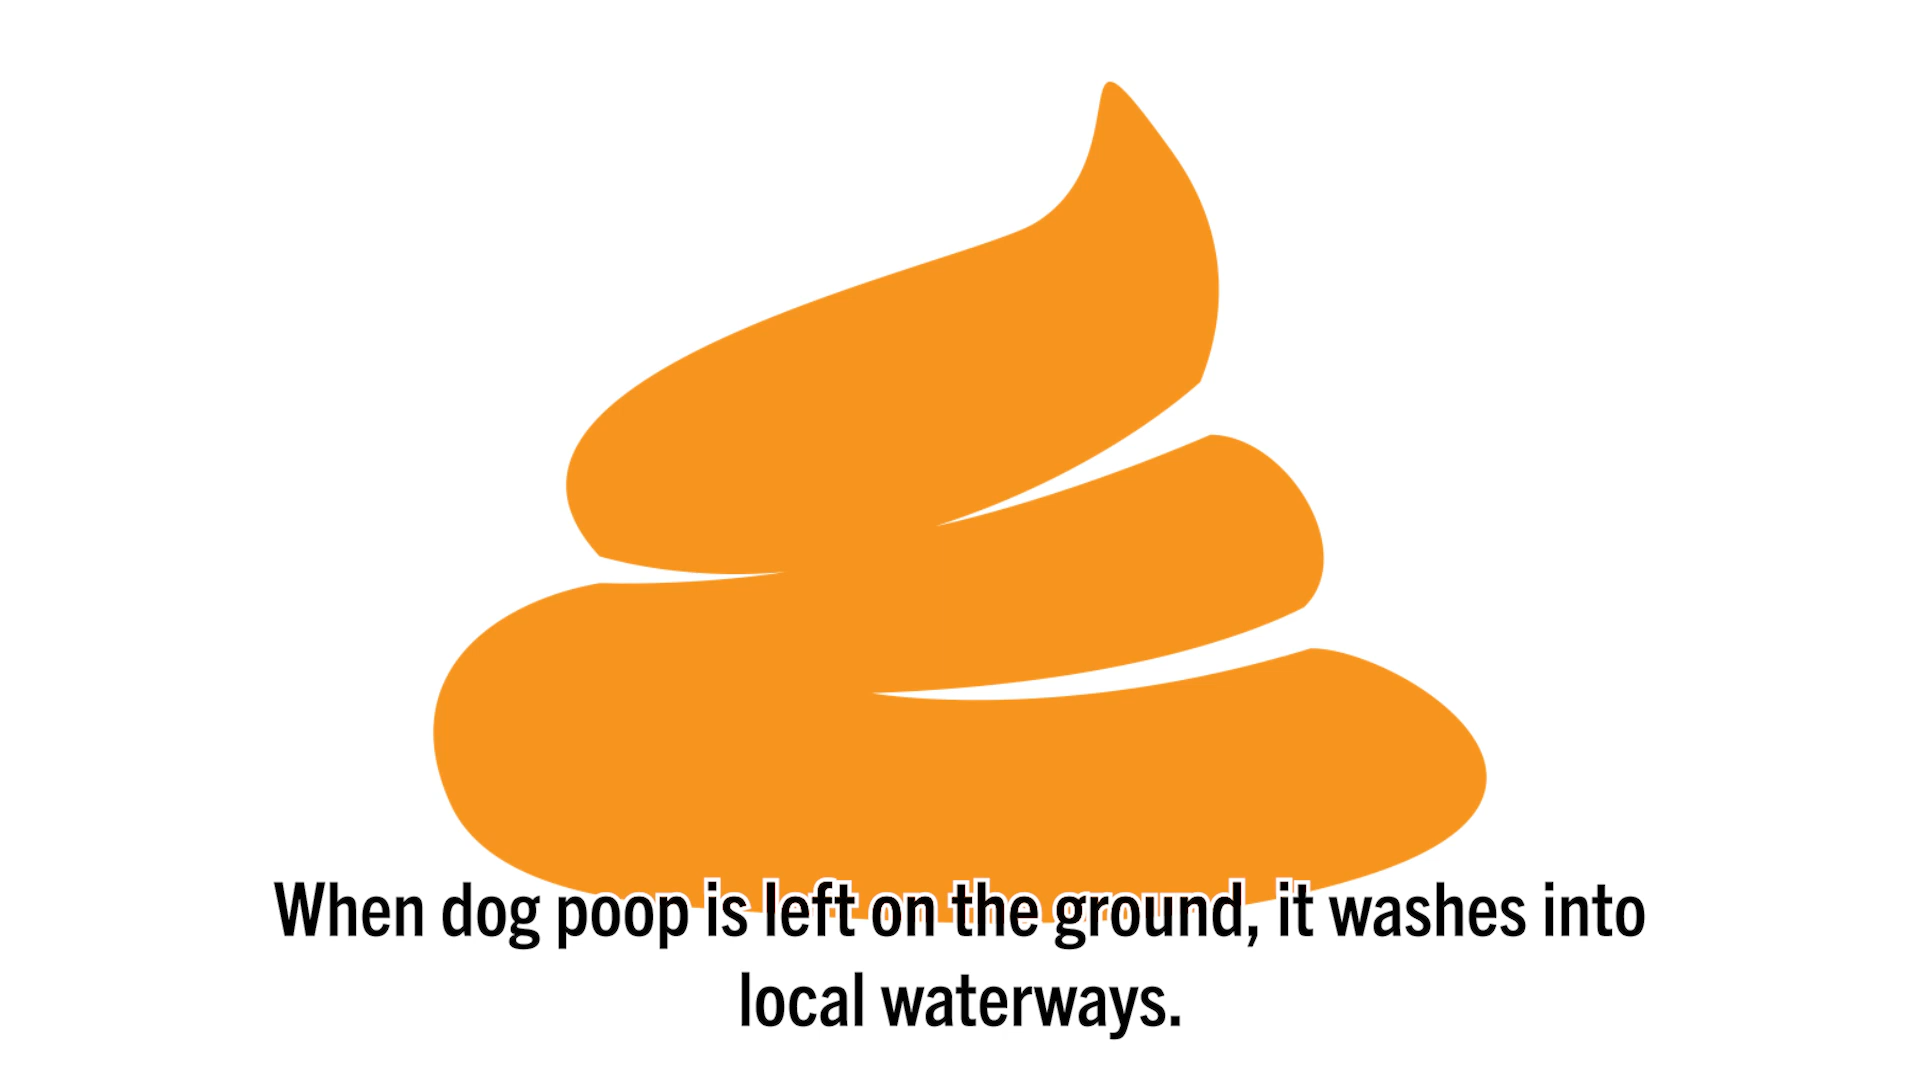 When dog poop is left on the ground, it washes into
local waterways.